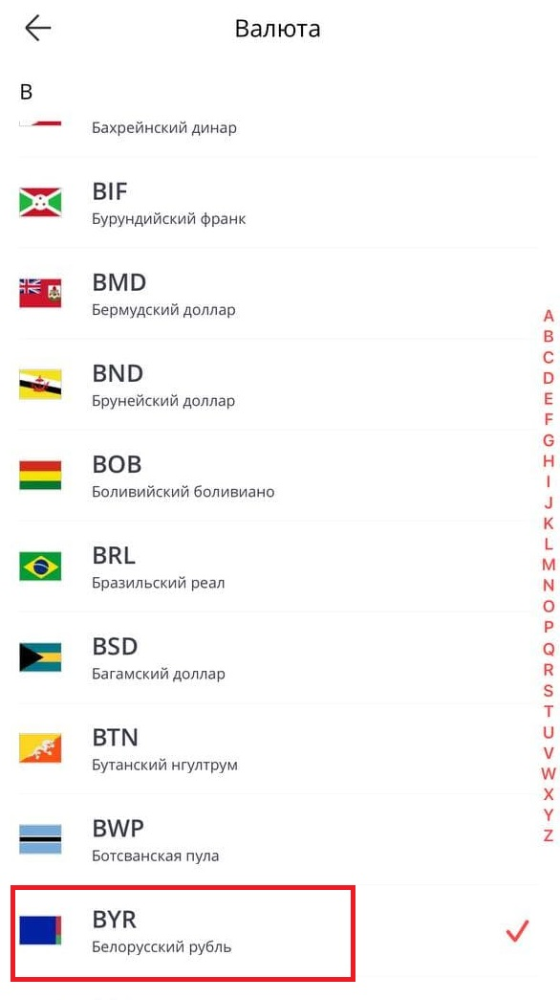 Валюта
B
Бахрейнский динар
BIF
Бурундийский франк
BMD
Бермудский доллар
BND
Брунейский доллар
BOB
Боливийский боливиано
BRL
Бразильский реал
BSD
Багамский доллар
BTN
Бутанский нгултрум
BWP
Ботсванская пула
BYR
Белорусский рубль
A
B
C
D
E
F
G
H
I
J
K
L
M
N
O
P
Q
R
S
T
U
V
W
X
Y
Z